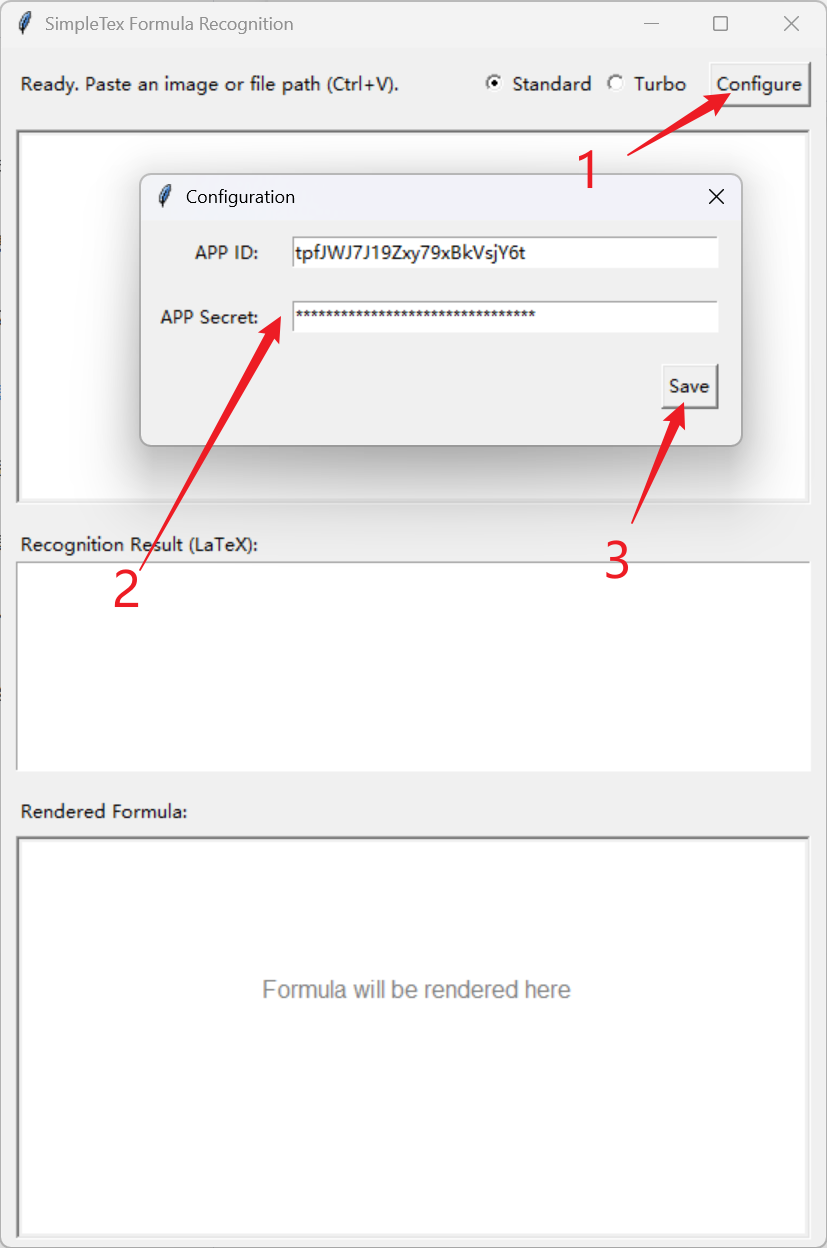 SimpleTex Formula Recognition
Ready. Paste an image or file path (Ctrl+V). Standard Turbo Configure
1
Configuration
APP ID: tpfJWJ7J19Zxy79xBkVsjY6t
APP Secret: ********************************
Save
Recognition Result (LaTeX):
2
3
Rendered Formula:
Formula will be rendered here